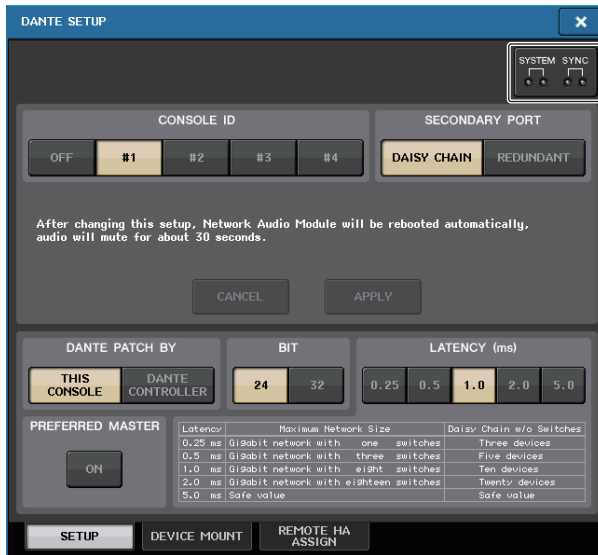 DANTE SETUP
SYSTEM SYNC
CONSOLE ID
OFF #1 #2 #3 #4
SECONDARY PORT
DAISY CHAIN REDUNDANT
After changing this setup, Network Audio Module will be rebooted automatically,
audio will mute for about 30 seconds.
CANCEL APPLY
DANTE PATCH BY
THIS CONSOLE DANTE CONTROLLER
BIT
24 32
LATENCY (ms)
0.25 0.5 1.0 2.0 5.0
PREFERRED MASTER
ON
Latency Maximum Network Size Daisy Chain w/o Switches
0.25 ms Gigabit network with one switches Three devices
0.5 ms Gigabit network with three switches Five devices
1.0 ms Gigabit network with eight switches Ten devices
2.0 ms Gigabit network with eighteen switches Twenty devices
5.0 ms Safe value Safe value
SETUP DEVICE MOUNT REMOTE HA ASSIGN